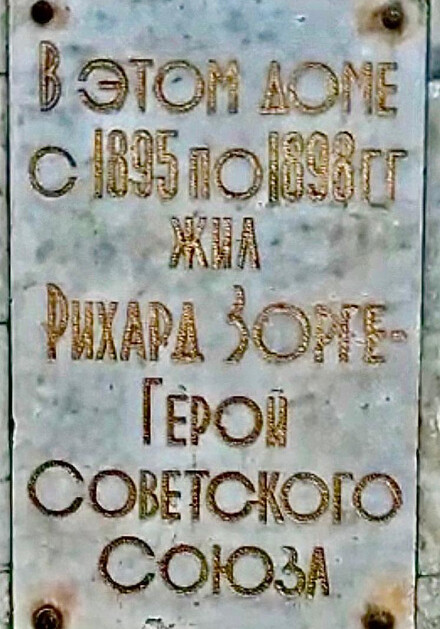 В ЭТОМ ДОМЕ
С 1895 ПО 1898 ГГ
ЖИЛ
РИХАРД ЗОРГЕ-
ГЕРОЙ
СОВЕТСКОГО
СОЮЗА